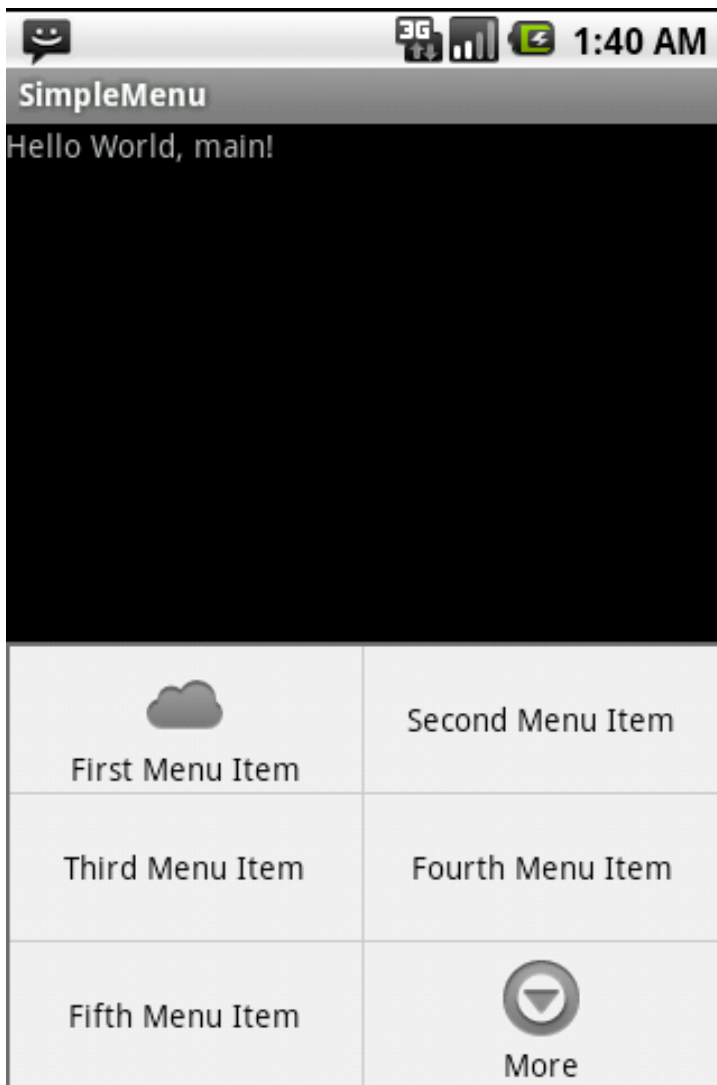 3G 1:40 AM
SimpleMenu
Hello World, main!
First Menu Item
Second Menu Item
Third Menu Item
Fourth Menu Item
Fifth Menu Item
More